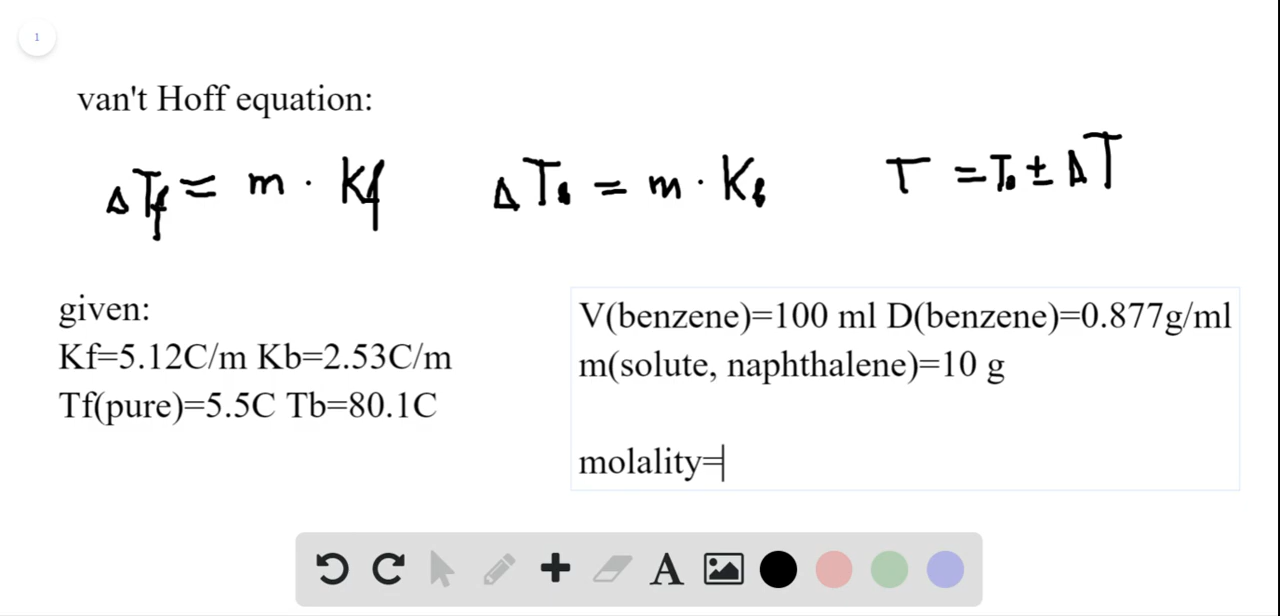 1
van't Hoff equation:
ΔTf = m · Kf
ΔTb = m · Kb
T = T₀ ± ΔT
given:
Kf=5.12C/m Kb=2.53C/m
Tf(pure)=5.5C Tb=80.1C
V(benzene)=100 ml D(benzene)=0.877g/ml
m(solute, naphthalene)=10 g
molality=
A